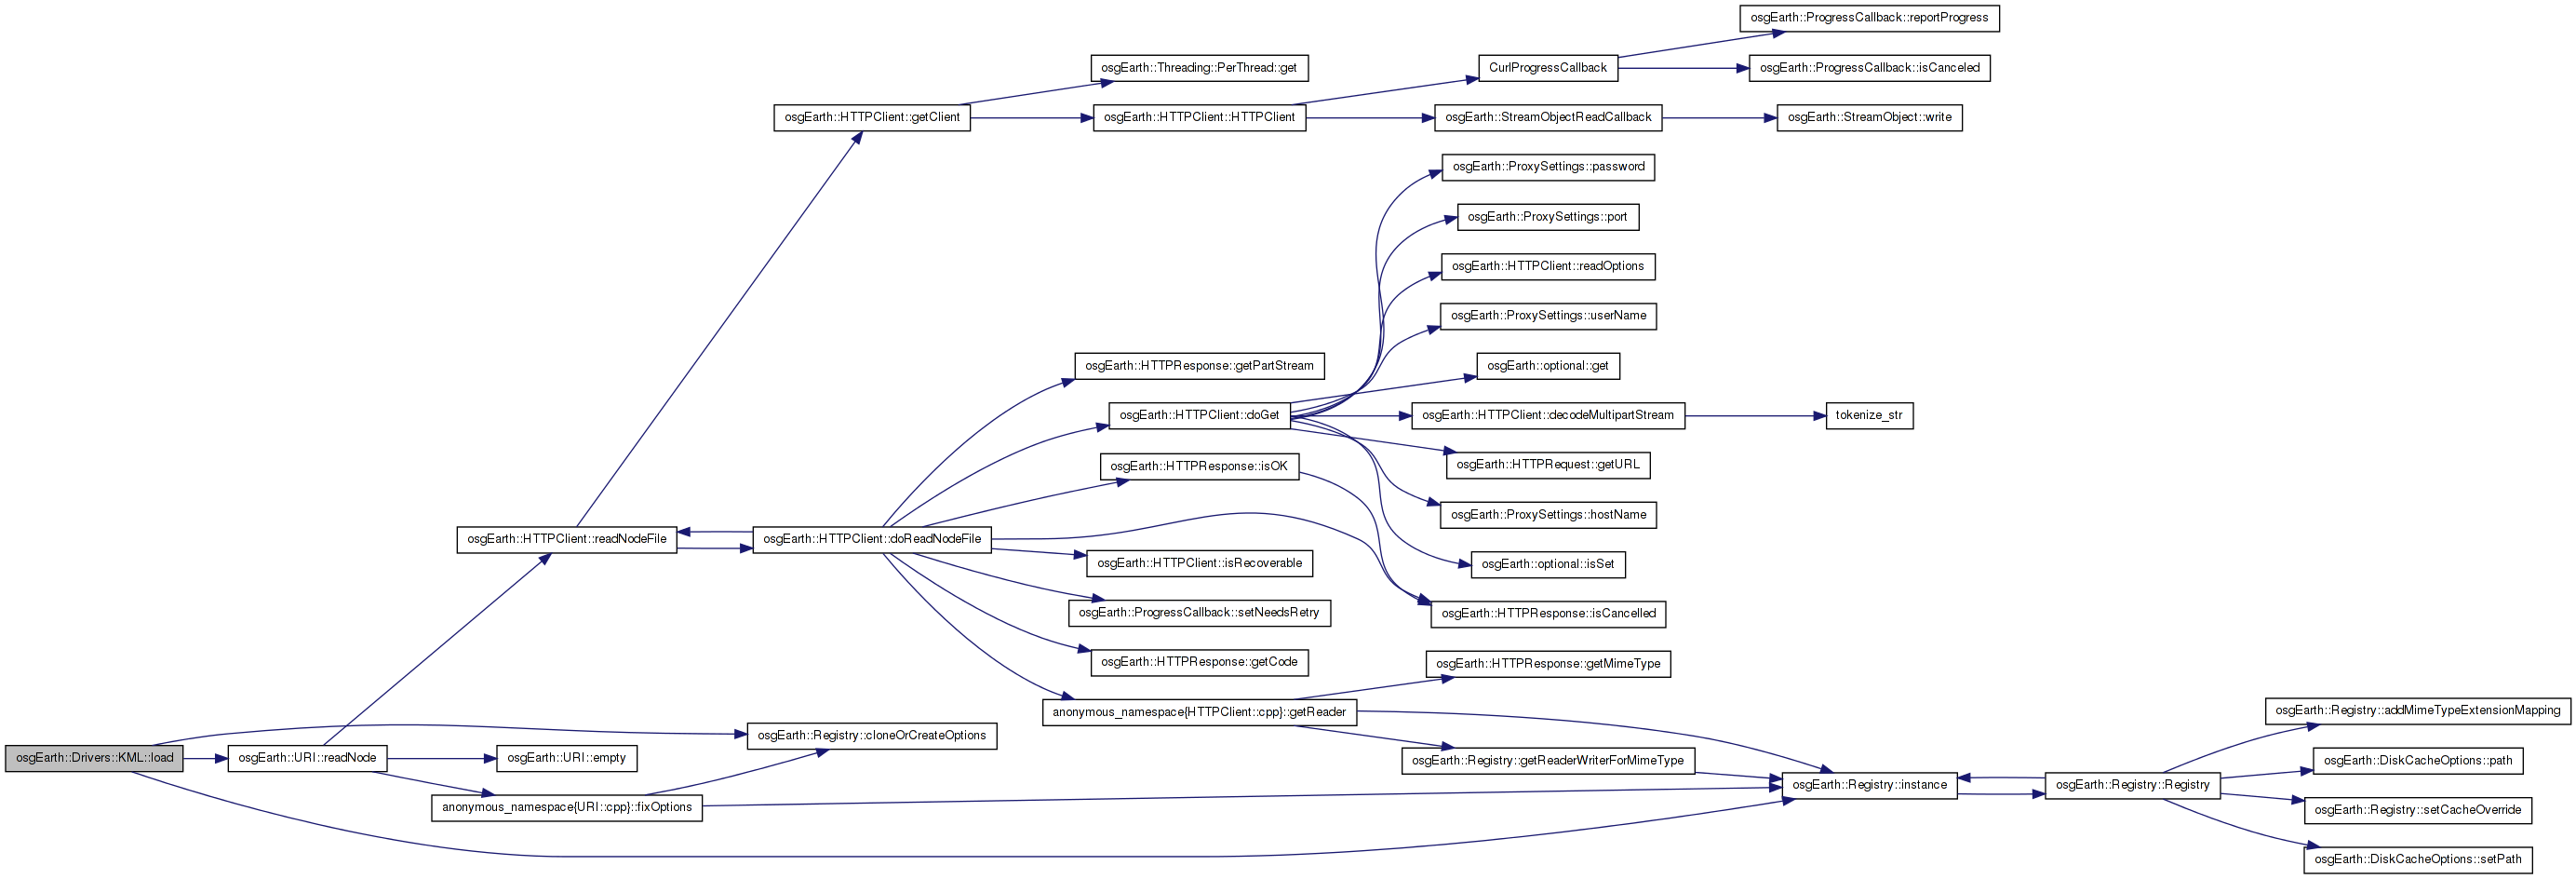 osgEarth::ProgressCallback::reportProgress
osgEarth::Threading::PerThread::get
CurlProgressCallback
osgEarth::ProgressCallback::isCanceled
osgEarth::HTTPClient::getClient
osgEarth::HTTPClient::HTTPClient
osgEarth::StreamObjectReadCallback
osgEarth::StreamObject::write
osgEarth::ProxySettings::password
osgEarth::ProxySettings::port
osgEarth::HTTPClient::readOptions
osgEarth::ProxySettings::userName
osgEarth::HTTPResponse::getPartStream
osgEarth::optional::get
osgEarth::HTTPClient::doGet
osgEarth::HTTPClient::decodeMultipartStream
tokenize_str
osgEarth::HTTPResponse::isOK
osgEarth::HTTPRequest::getURL
osgEarth::ProxySettings::hostName
osgEarth::HTTPClient::readNodeFile
osgEarth::HTTPClient::doReadNodeFile
osgEarth::HTTPClient::isRecoverable
osgEarth::optional::isSet
osgEarth::ProgressCallback::setNeedsRetry
osgEarth::HTTPResponse::isCancelled
osgEarth::HTTPResponse::getCode
osgEarth::HTTPResponse::getMimeType
anonymous_namespace{HTTPClient::cpp}::getReader
osgEarth::Registry::addMimeTypeExtensionMapping
osgEarth::Registry::cloneOrCreateOptions
osgEarth::Drivers::KML::load
osgEarth::URI::readNode
osgEarth::URI::empty
osgEarth::Registry::getReaderWriterForMimeType
osgEarth::DiskCacheOptions::path
osgEarth::Registry::instance
osgEarth::Registry::Registry
anonymous_namespace{URI::cpp}::fixOptions
osgEarth::Registry::setCacheOverride
osgEarth::DiskCacheOptions::setPath